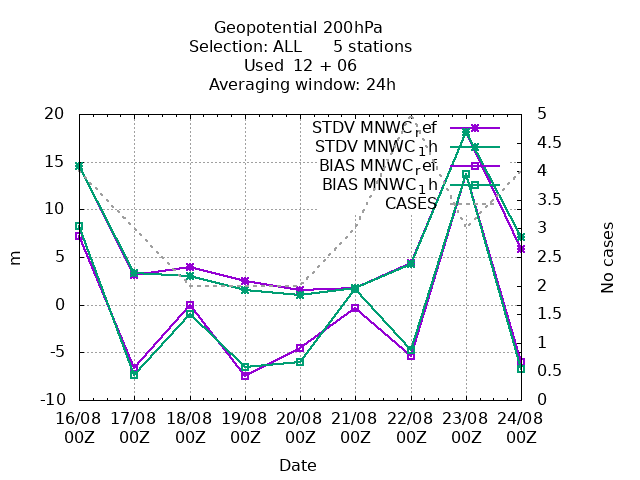 Geopotential 200hPa
Selection: ALL 5 stations
Used 12 + 06
Averaging window: 24h
20
15
10
5
0
-5
-10
m
5
4.5
4
3.5
3
2.5
2
1.5
1
0.5
0
No cases
STDV MNWC_ref
STDV MNWC_1h
BIAS MNWC_ref
BIAS MNWC_1h
CASES
16/08 17/08 18/08 19/08 20/08 21/08 22/08 23/08 24/08
00Z 00Z 00Z 00Z 00Z 00Z 00Z 00Z 00Z
Date